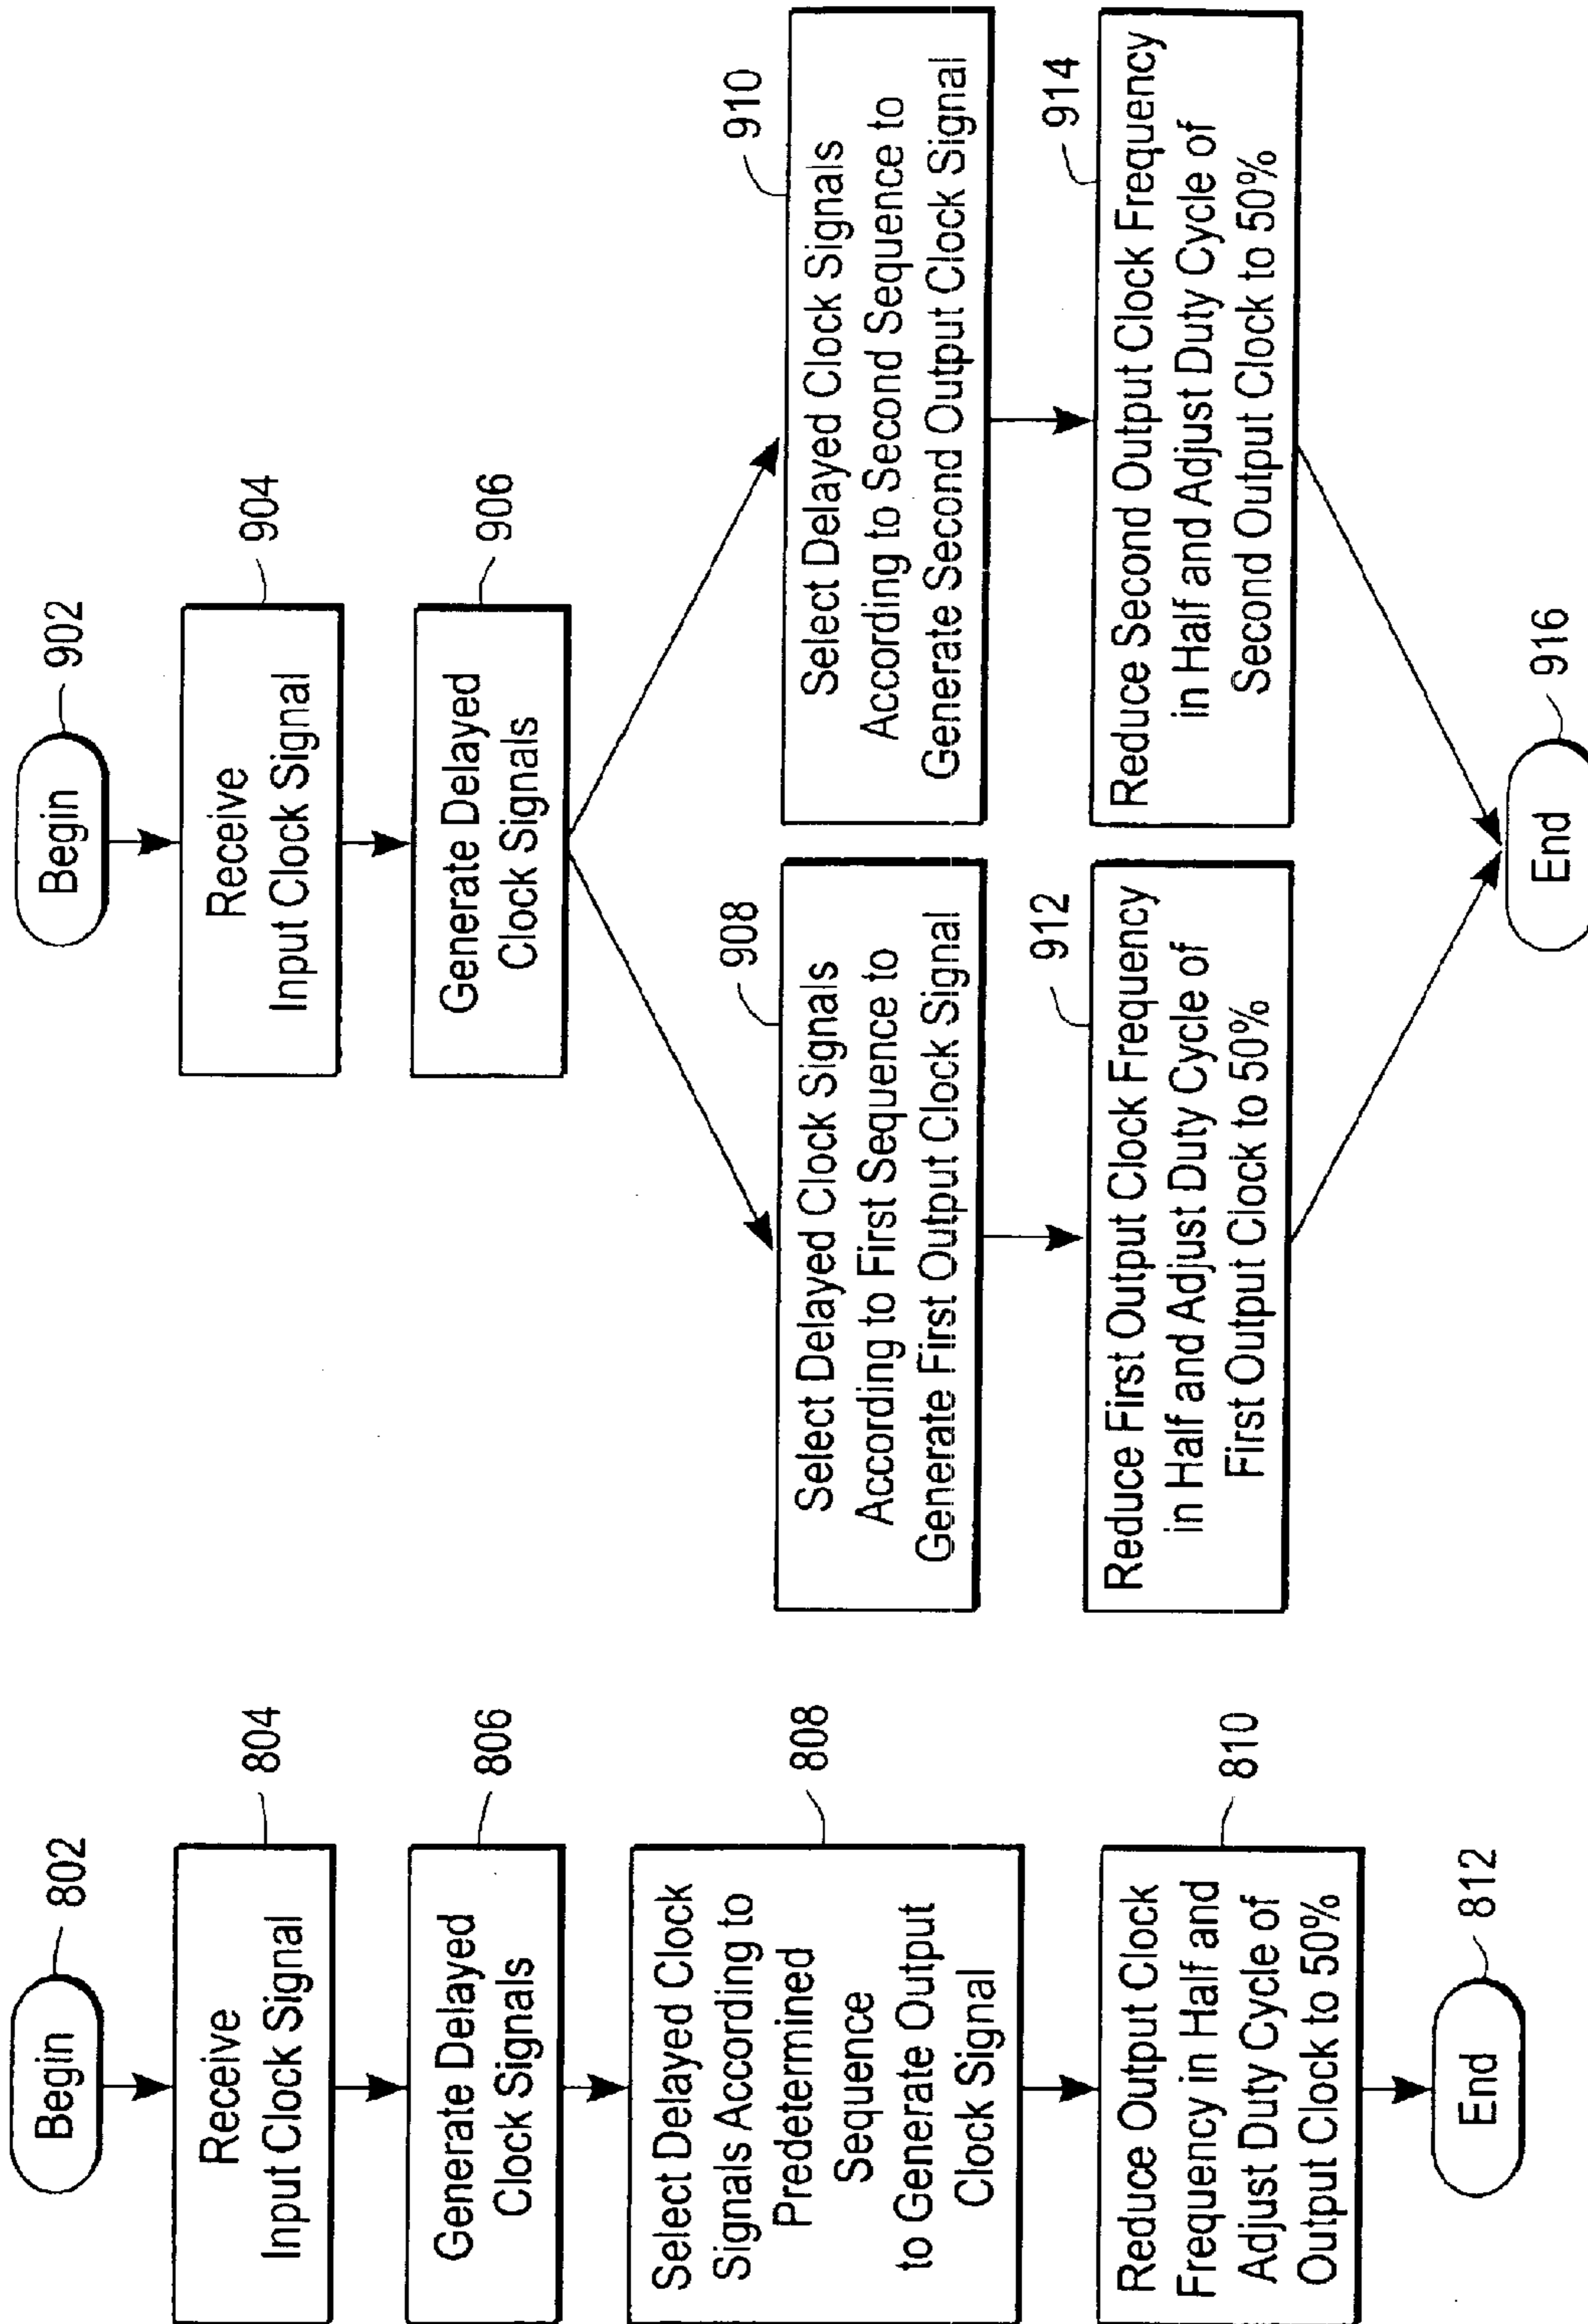 Begin
802
Receive
Input Clock Signal
804
Generate Delayed
Clock Signals
806
Select Delayed Clock
Signals According to
Predetermined
Sequence
to Generate Output
Clock Signal
808
Reduce Output Clock
Frequency in Half and
Adjust Duty Cycle of
Output Clock to 50%
810
End
812
Begin
902
Receive
Input Clock Signal
904
Generate Delayed
Clock Signals
906
Select Delayed Clock Signals
According to First Sequence to
Generate First Output Clock Signal
908
Select Delayed Clock Signals
According to Second Sequence to
Generate Second Output Clock Signal
910
Reduce First Output Clock Frequency
in Half and Adjust Duty Cycle of
First Output Clock to 50%
912
Reduce Second Output Clock Frequency
in Half and Adjust Duty Cycle of
Second Output Clock to 50%
914
End
916